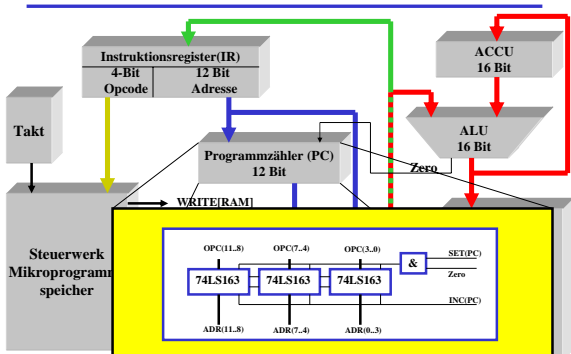 Instruktionsregister(IR)
4-Bit
Opcode
12 Bit
Adresse
ACCU
16 Bit
Takt
ALU
16 Bit
Programmzähler (PC)
12 Bit
Zero
WRITE[RAM]
Steuerwerk
Mikroprogramm
speicher
OPC(11..8)
OPC(7..4)
OPC(3..0)
&
SET(PC)
Zero
74LS163
74LS163
74LS163
INC(PC)
ADR(11..8)
ADR(7..4)
ADR(0..3)